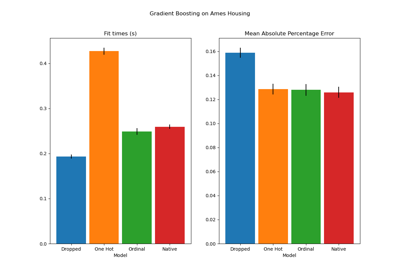 Gradient Boosting on Ames Housing
Fit times (s)
0.4
0.3
0.2
0.1
0.0
Dropped One Hot Ordinal Native
Model
Mean Absolute Percentage Error
0.16
0.14
0.12
0.10
0.08
0.06
0.04
0.02
0.00
Dropped One Hot Ordinal Native
Model